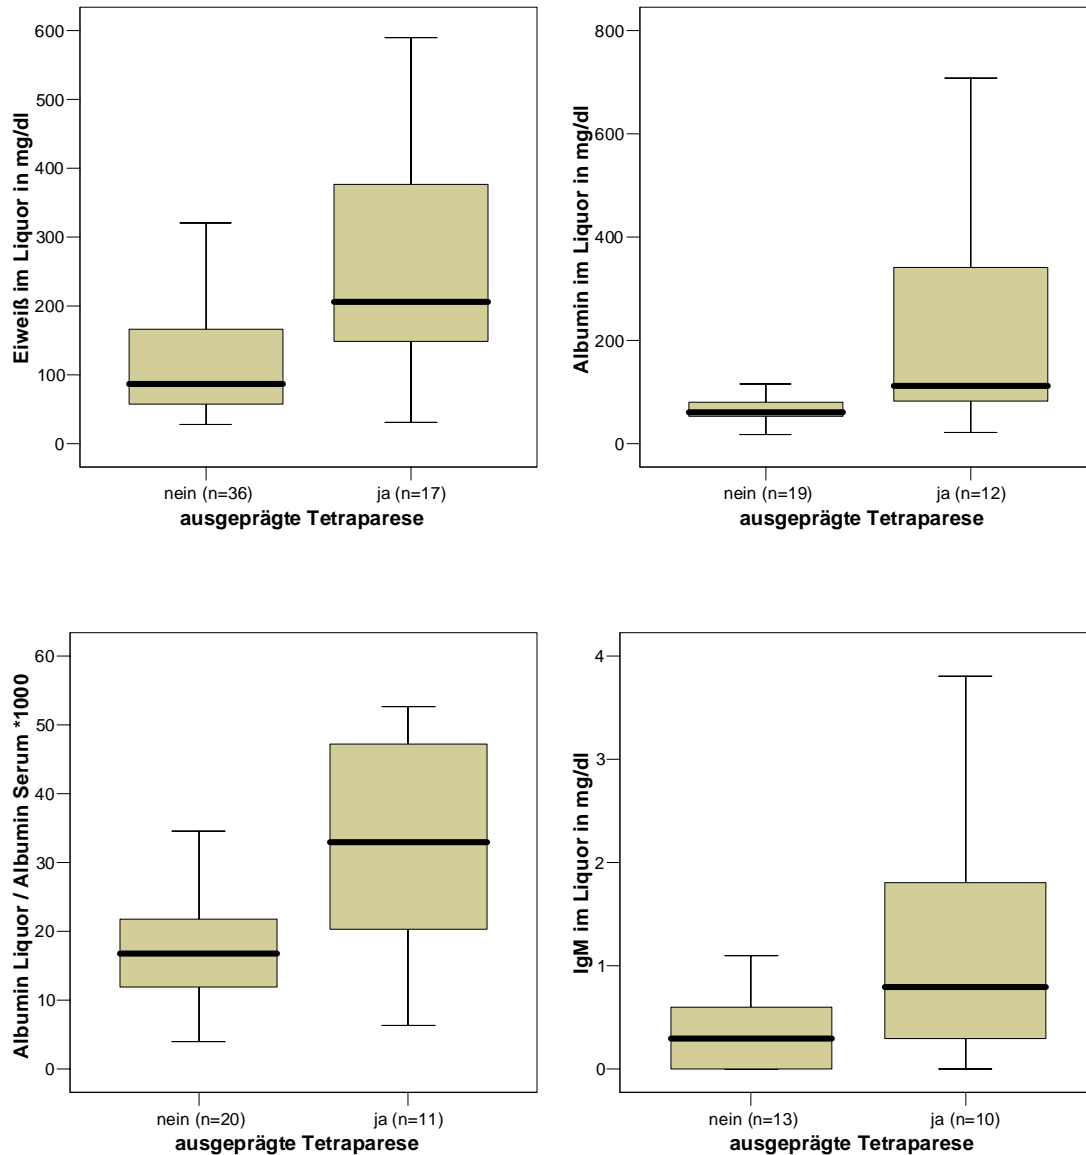 Eiweiß im Liquor in mg/dl
600
500
400
300
200
100
0
nein (n=36)
ja (n=17)
ausgeprägte Tetraparese
Albumin im Liquor in mg/dl
800
600
400
200
0
nein (n=19)
ja (n=12)
ausgeprägte Tetraparese
Albumin Liquor / Albumin Serum *1000
60
50
40
30
20
10
0
nein (n=20)
ja (n=11)
ausgeprägte Tetraparese
IgM im Liquor in mg/dl
4
3
2
1
0
nein (n=13)
ja (n=10)
ausgeprägte Tetraparese